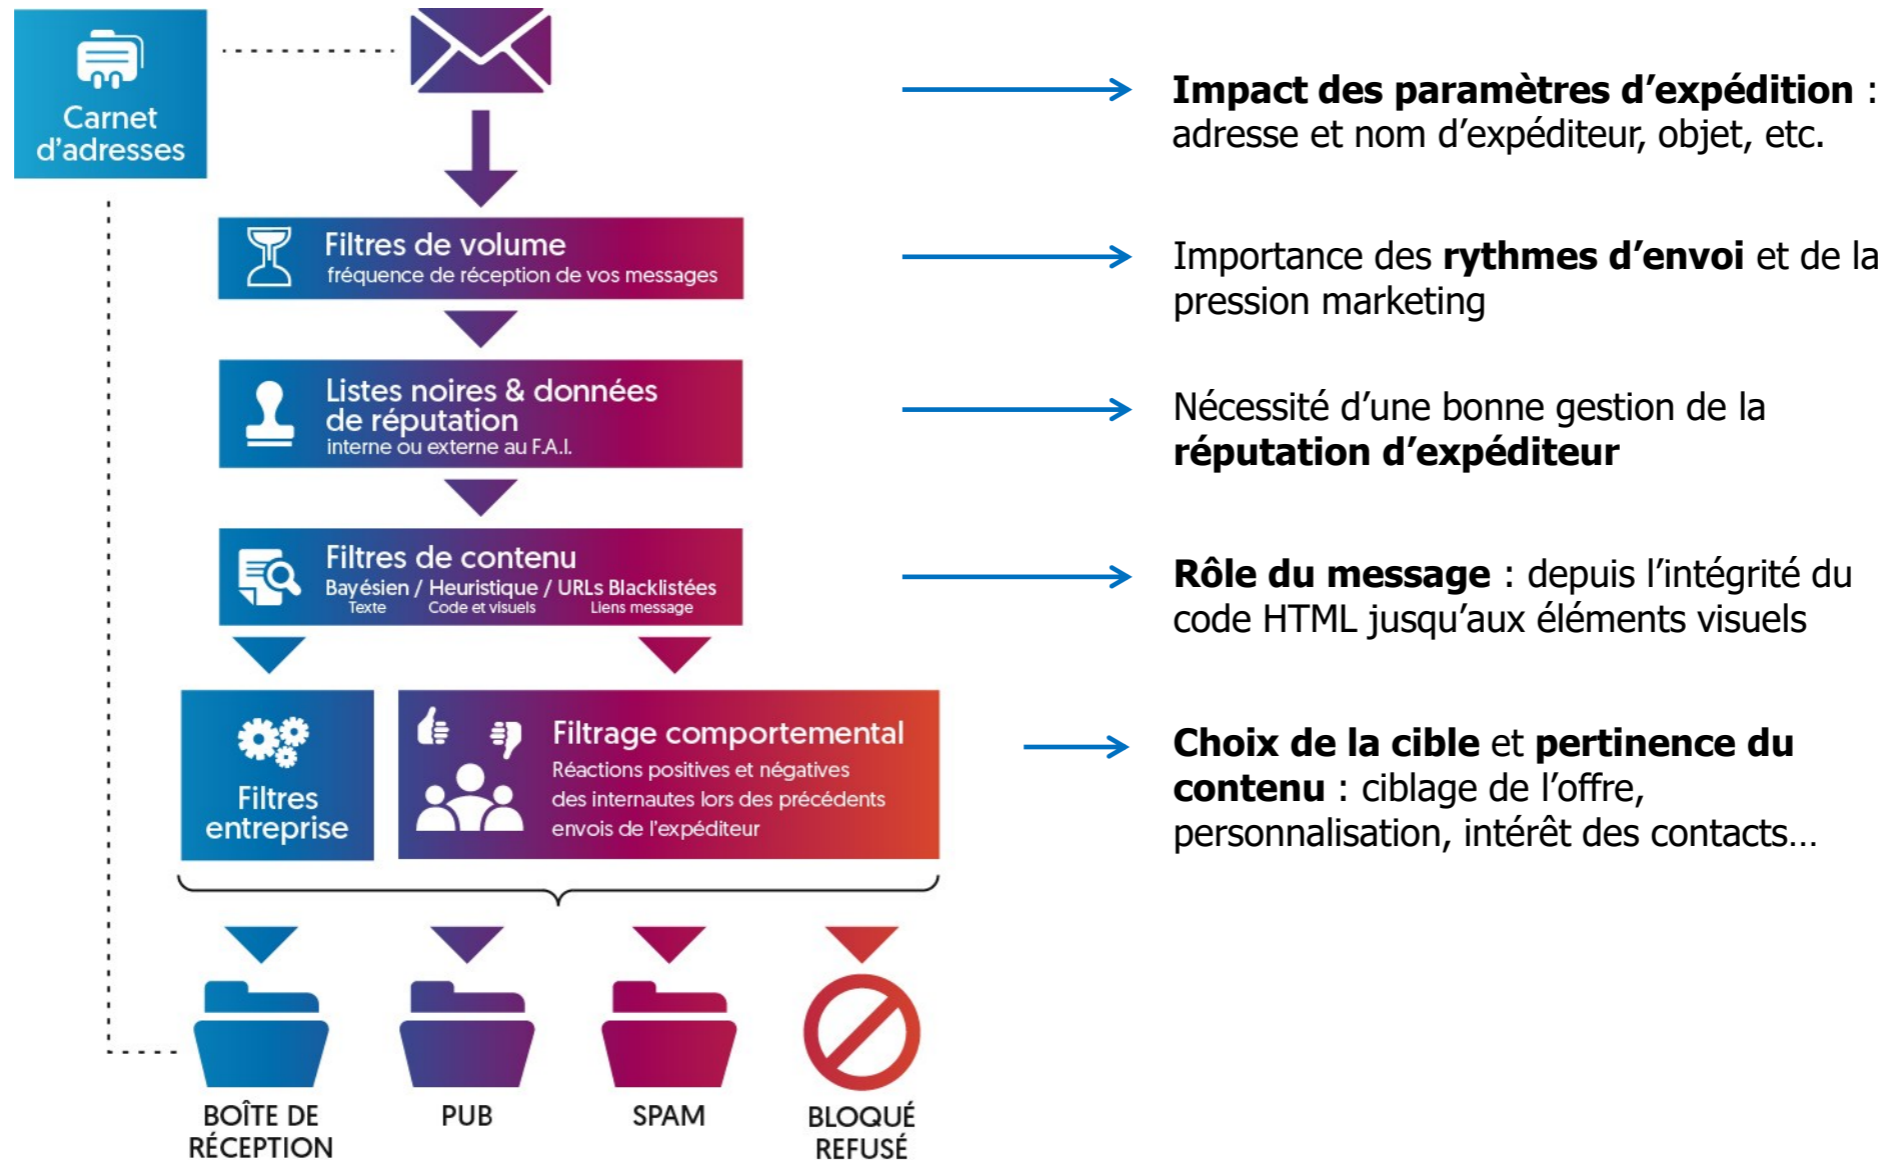 Carnet
d'adresses
Impact des paramètres d'expédition :
adresse et nom d'expéditeur, objet, etc.
Filtres de volume
fréquence de réception de vos messages
Importance des rythmes d'envoi et de la
pression marketing
Listes noires & données
de réputation
interne ou externe au F.A.I.
Nécessité d'une bonne gestion de la
réputation d'expéditeur
Filtres de contenu
Bayésien / Heuristique / URLs Blacklistées
Texte Code et visuels Liens message
Rôle du message : depuis l'intégrité du
code HTML jusqu'aux éléments visuels
Filtres
entreprise
Filtrage comportemental
Réactions positives et négatives
des internautes lors des précédents
envois de l'expéditeur
Choix de la cible et pertinence du
contenu : ciblage de l'offre,
personnalisation, intérêt des contacts…
BOÎTE DE
RÉCEPTION
PUB
SPAM
BLOQUÉ
REFUSÉ